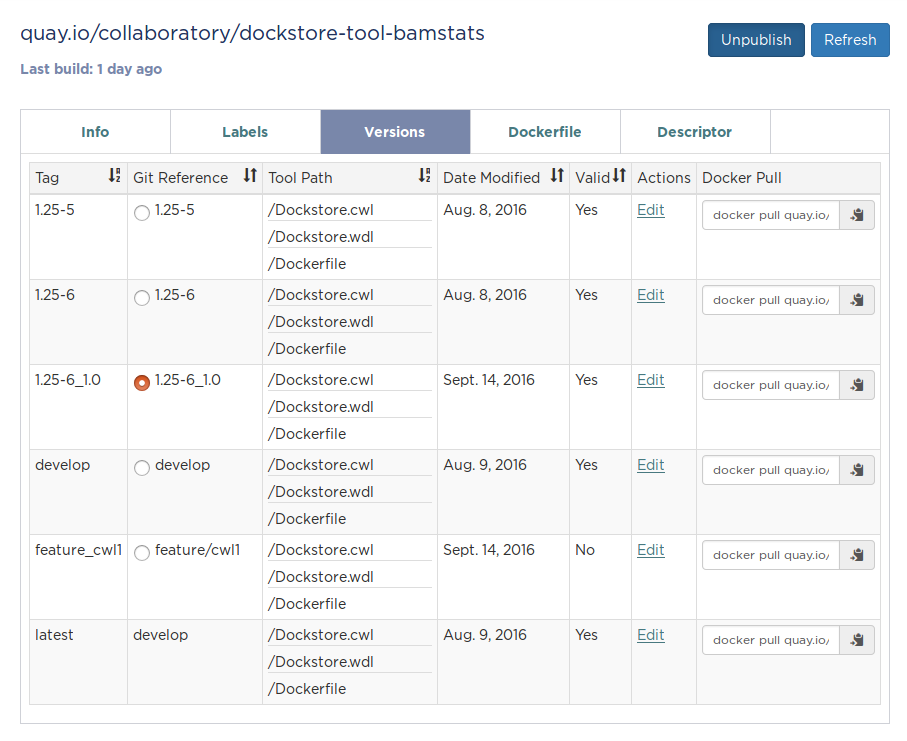 quay.io/collaboratory/dockstore-tool-bamstats
Unpublish
Refresh
Last build: 1 day ago
Info Labels Versions Dockerfile Descriptor
Tag Git Reference Tool Path Date Modified Valid Actions Docker Pull
1.25-5 1.25-5 /Dockstore.cwl Aug. 8, 2016 Yes Edit docker pull quay.io/
/Dockstore.wdl
/Dockerfile
1.25-6 1.25-6 /Dockstore.cwl Aug. 8, 2016 Yes Edit docker pull quay.io/
/Dockstore.wdl
/Dockerfile
1.25-6_1.0 1.25-6_1.0 /Dockstore.cwl Sept. 14, 2016 Yes Edit docker pull quay.io/
/Dockstore.wdl
/Dockerfile
develop develop /Dockstore.cwl Aug. 9, 2016 Yes Edit docker pull quay.io/
/Dockstore.wdl
/Dockerfile
feature_cwl1 feature/cwl1 /Dockstore.cwl Sept. 14, 2016 No Edit docker pull quay.io/
/Dockstore.wdl
/Dockerfile
latest develop /Dockstore.cwl Aug. 9, 2016 Yes Edit docker pull quay.io/
/Dockstore.wdl
/Dockerfile